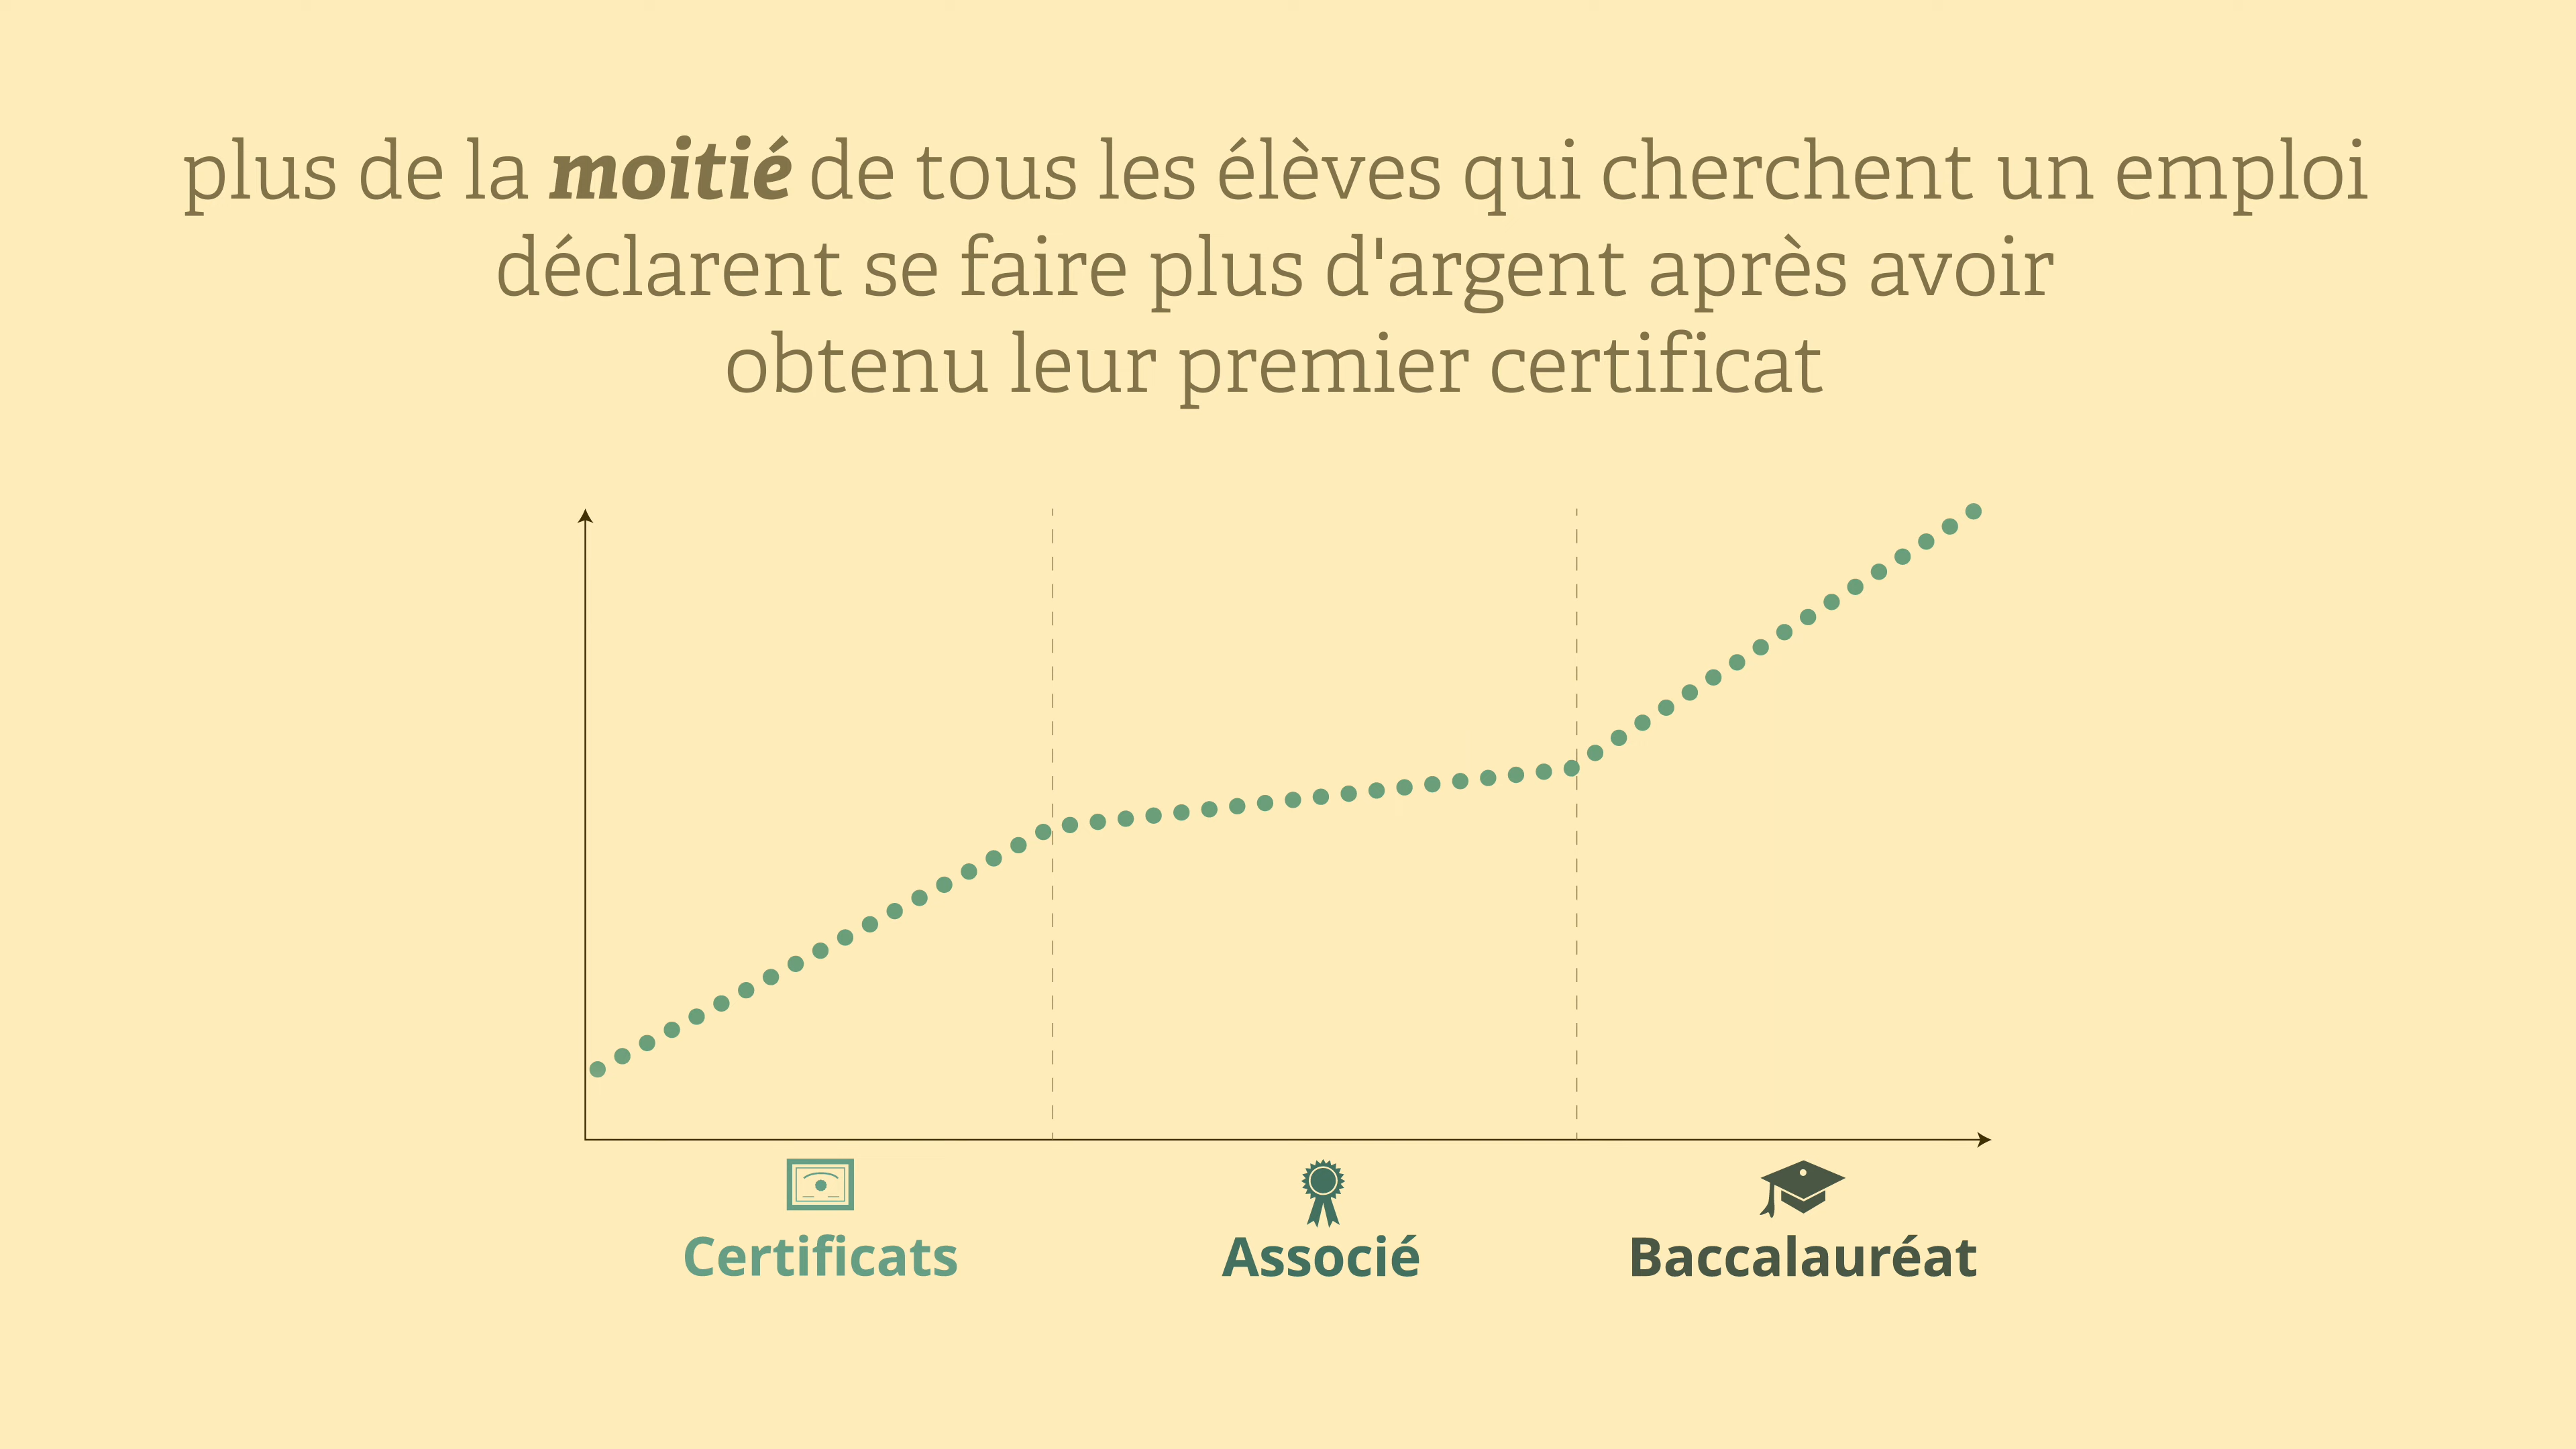 plus de la moitié de tous les élèves qui cherchent un emploi
déclarent se faire plus d'argent après avoir
obtenu leur premier certificat
Certificats
Associé
Baccalauréat